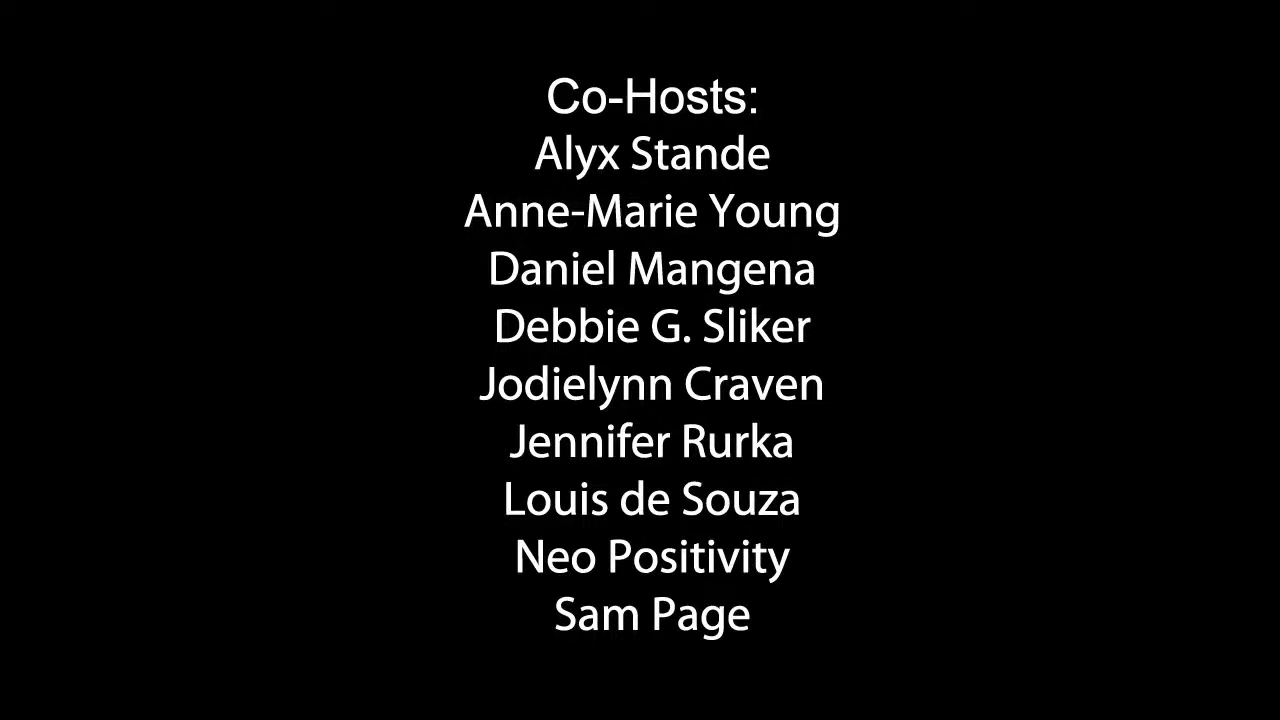 Co-Hosts:
Alyx Stande
Anne-Marie Young
Daniel Mangena
Debbie G. Sliker
Jodielynn Craven
Jennifer Rurka
Louis de Souza
Neo Positivity
Sam Page